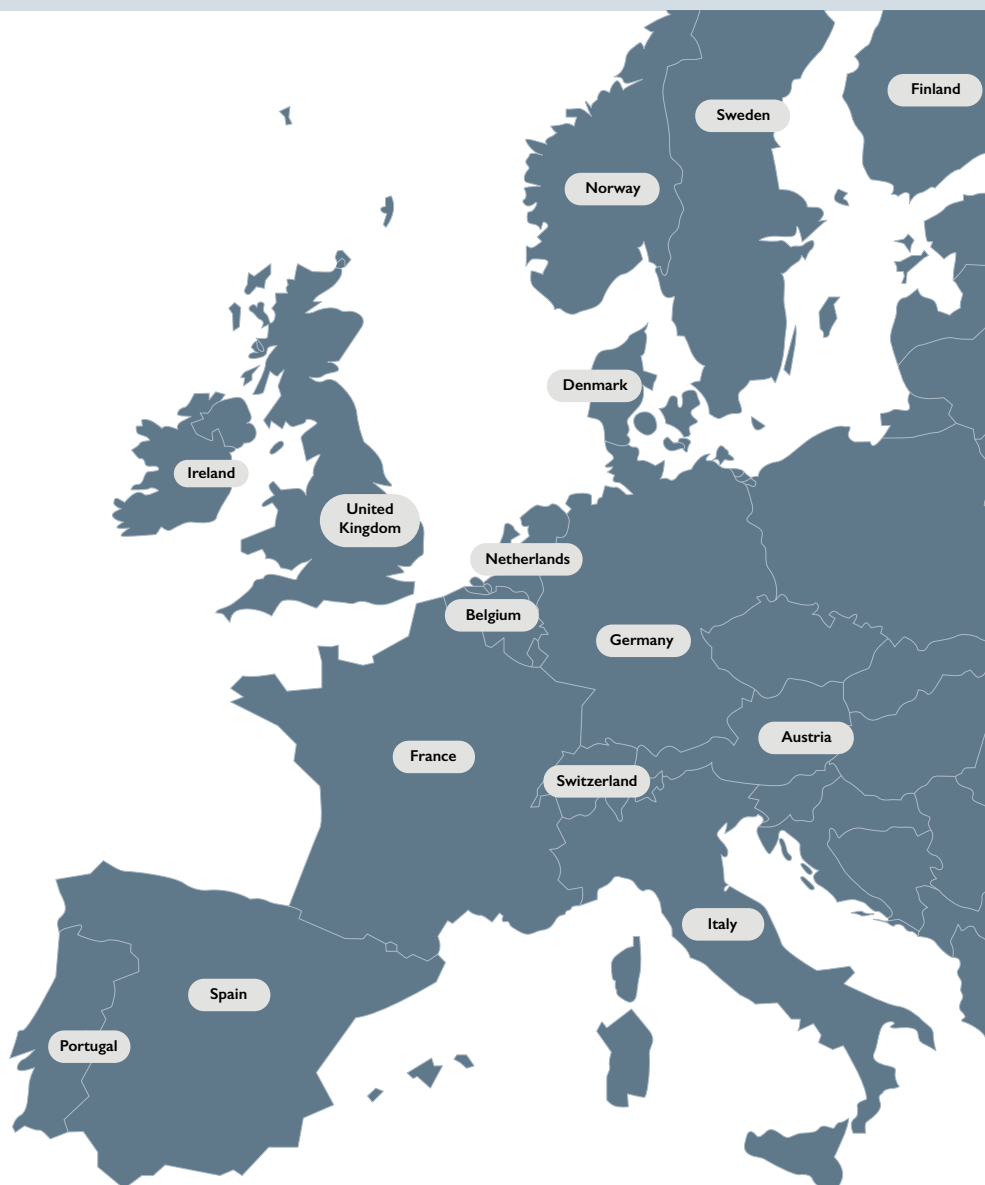 Finland
Sweden
Norway
Denmark
Ireland
United
Kingdom
Netherlands
Belgium
Germany
Austria
France
Switzerland
Italy
Spain
Portugal